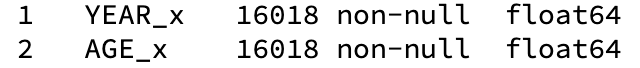 1 YEAR_x 16018 non-null float64
2 AGE_x 16018 non-null float64